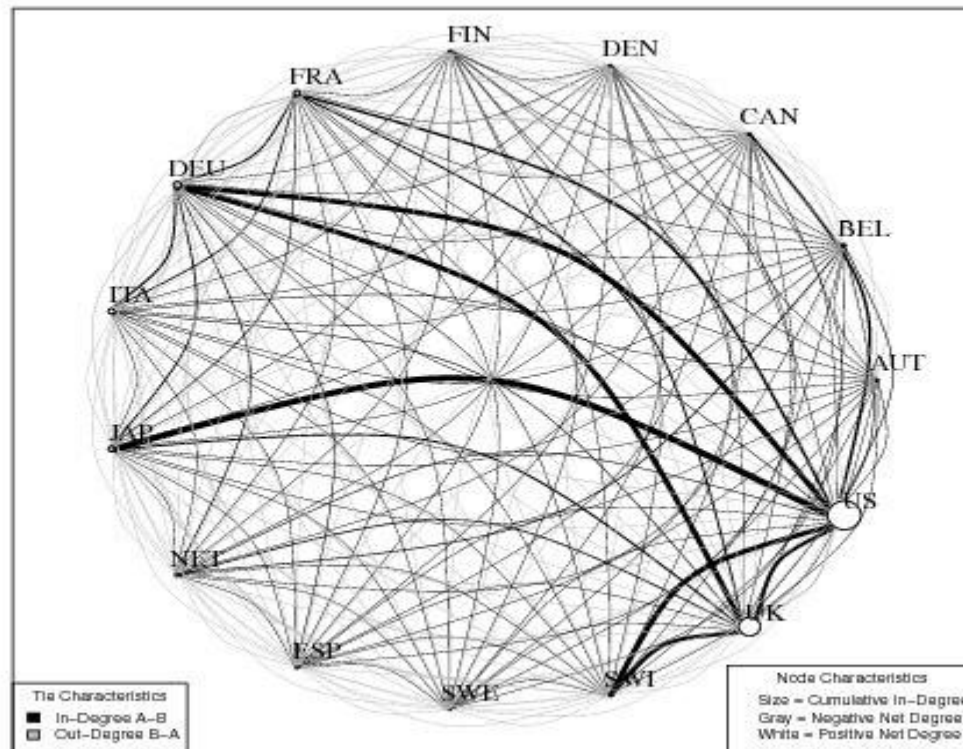 FIN
DEN
FRA
CAN
DEU
BEL
ITA
AUT
JAP
US
NET
UK
ESP
SWE
SWI
Tie Characteristics
In-Degree A-B
Out-Degree B-A
Node Characteristics
Size = Cumulative In-Degree
Gray = Negative Net Degree
White = Positive Net Degree